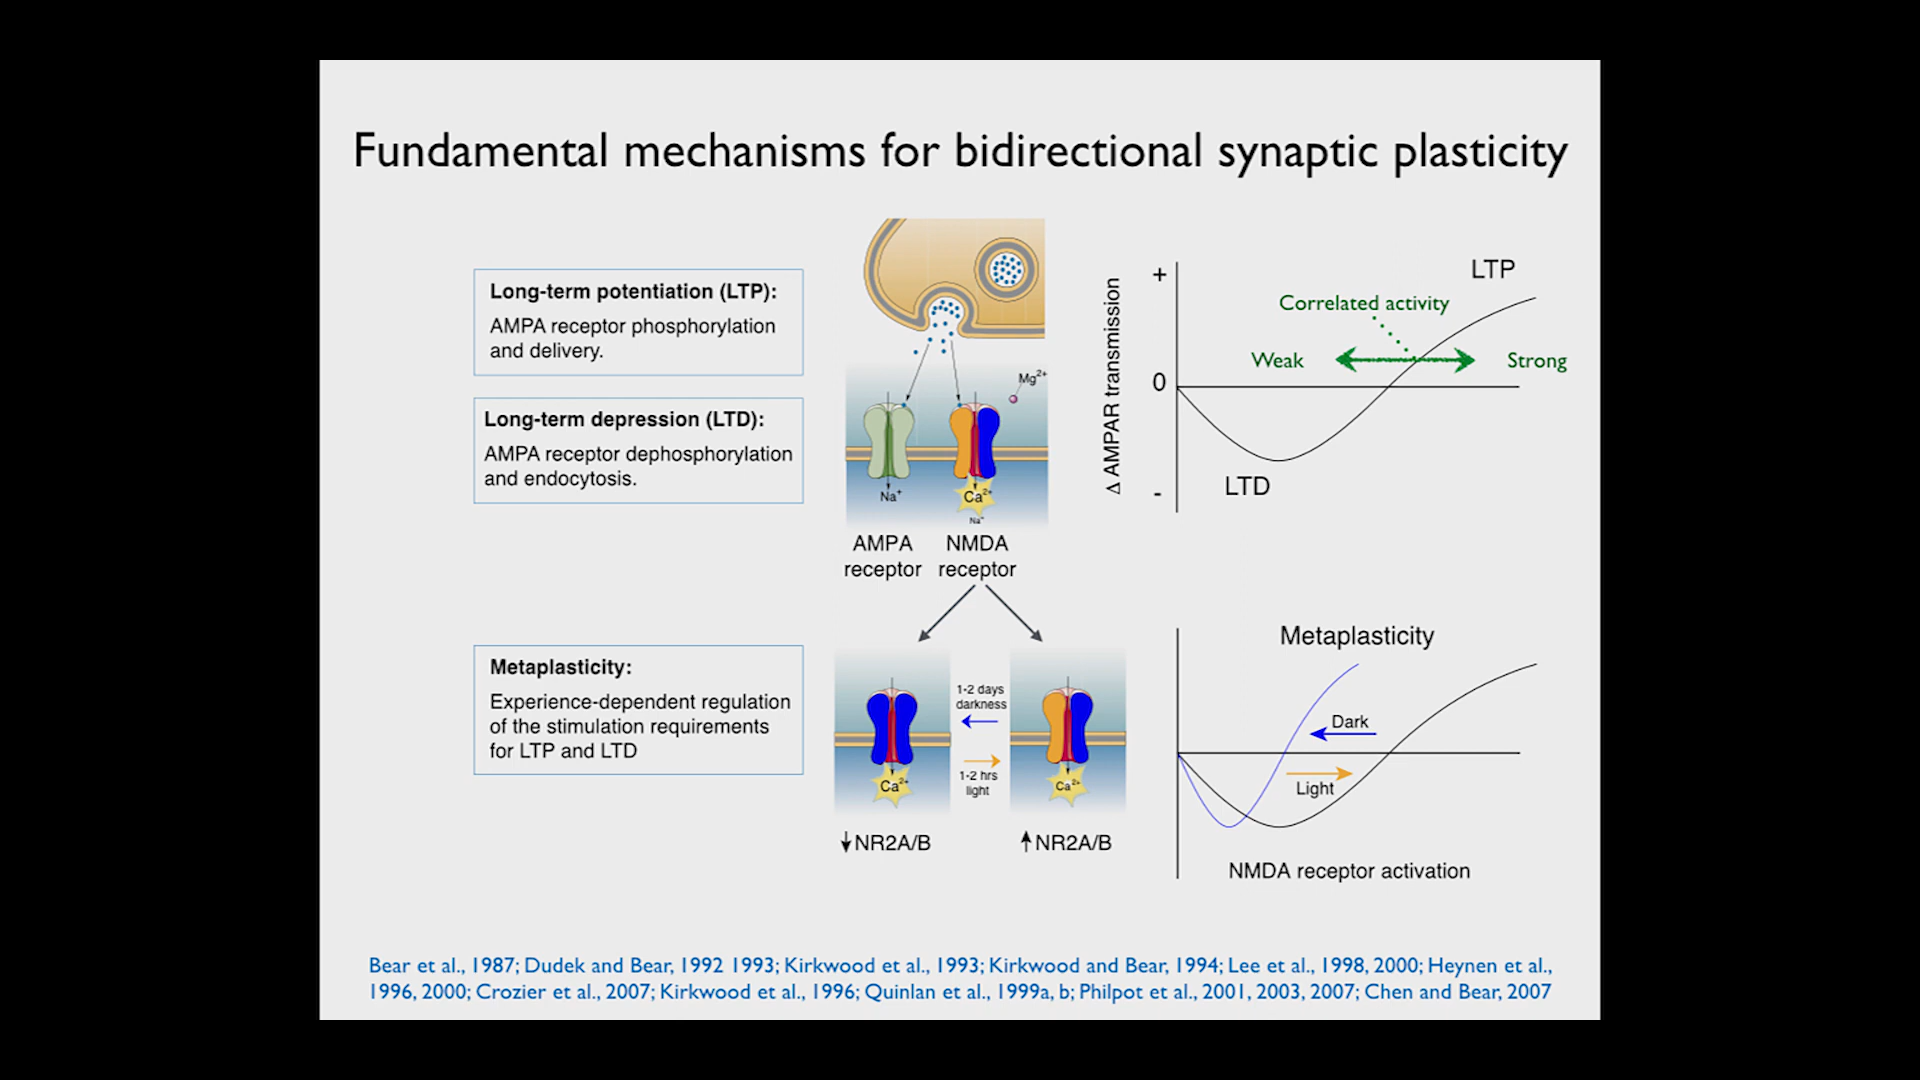 Fundamental mechanisms for bidirectional synaptic plasticity
Long-term potentiation (LTP):
AMPA receptor phosphorylation
and delivery.
Long-term depression (LTD):
AMPA receptor dephosphorylation
and endocytosis.
Mg2+
Na+
Ca2+
Na+
AMPA
receptor
NMDA
receptor
Δ AMPAR transmission
+
0
-
LTP
Correlated activity
Weak
Strong
LTD
Metaplasticity:
Experience-dependent regulation
of the stimulation requirements
for LTP and LTD
1-2 days
darkness
1-2 hrs
light
Ca2+
Ca2+
↓NR2A/B
↑NR2A/B
Metaplasticity
Dark
Light
NMDA receptor activation
Bear et al., 1987; Dudek and Bear, 1992 1993; Kirkwood et al., 1993; Kirkwood and Bear, 1994; Lee et al., 1998, 2000; Heynen et al.,
1996, 2000; Crozier et al., 2007; Kirkwood et al., 1996; Quinlan et al., 1999a, b; Philpot et al., 2001, 2003, 2007; Chen and Bear, 2007